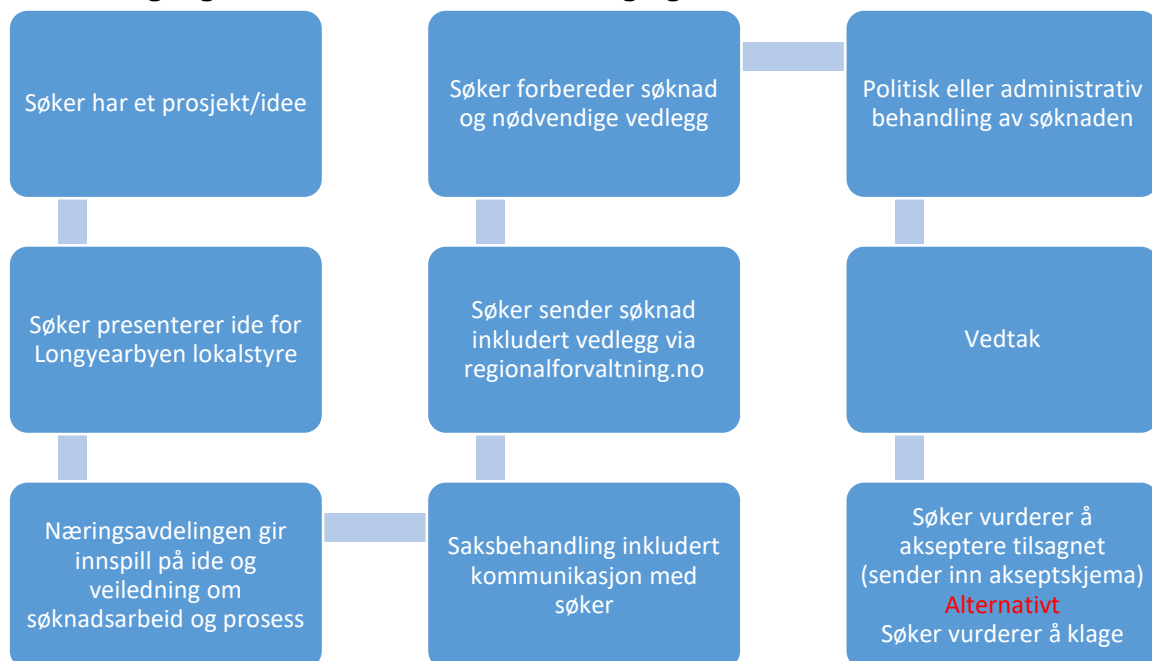 Søker har et prosjekt/idee
Søker presenterer ide for
Longyearbyen lokalstyre
Næringsavdelingen gir
innspill på ide og
veiledning om
søknadsarbeid og prosess
Søker forbereder søknad
og nødvendige vedlegg
Søker sender søknad
inkludert vedlegg via
regionalforvaltning.no
Saksbehandling inkludert
kommunikasjon med
søker
Politisk eller administrativ
behandling av søknaden
Vedtak
Søker vurderer å
akseptere tilsagnet
(sender inn akseptskjema)
Alternativt
Søker vurderer å klage